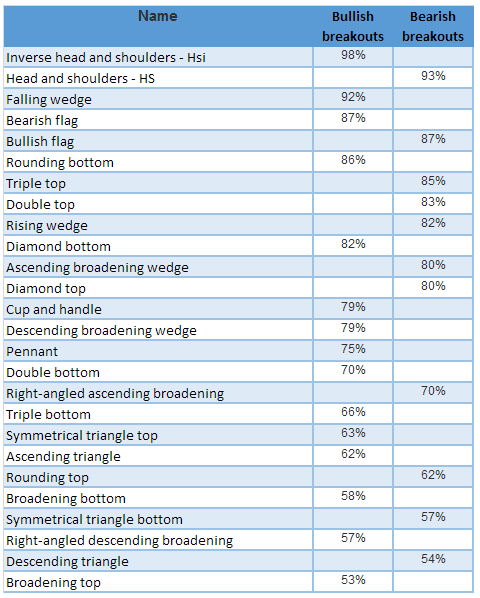 Name Bullish breakouts Bearish breakouts
Inverse head and shoulders - Hsi 98%
Head and shoulders - HS 93%
Falling wedge 92%
Bearish flag 87%
Bullish flag 87%
Rounding bottom 86%
Triple top 85%
Double top 83%
Rising wedge 82%
Diamond bottom 82%
Ascending broadening wedge 80%
Diamond top 80%
Cup and handle 79%
Descending broadening wedge 79%
Pennant 75%
Double bottom 70%
Right-angled ascending broadening 70%
Triple bottom 66%
Symmetrical triangle top 63%
Ascending triangle 62%
Rounding top 62%
Broadening bottom 58%
Symmetrical triangle bottom 57%
Right-angled descending broadening 57%
Descending triangle 54%
Broadening top 53%